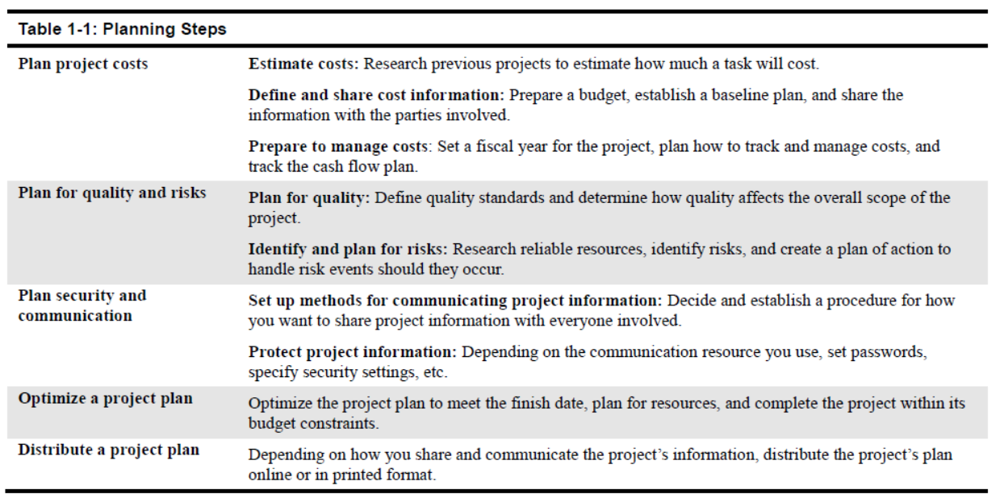 Table 1-1: Planning Steps
Plan project costs
Estimate costs: Research previous projects to estimate how much a task will cost.
Define and share cost information: Prepare a budget, establish a baseline plan, and share the
information with the parties involved.
Prepare to manage costs: Set a fiscal year for the project, plan how to track and manage costs, and
track the cash flow plan.
Plan for quality and risks
Plan for quality: Define quality standards and determine how quality affects the overall scope of the
project.
Identify and plan for risks: Research reliable resources, identify risks, and create a plan of action to
handle risk events should they occur.
Plan security and
communication
Set up methods for communicating project information: Decide and establish a procedure for how
you want to share project information with everyone involved.
Protect project information: Depending on the communication resource you use, set passwords,
specify security settings, etc.
Optimize a project plan
Optimize the project plan to meet the finish date, plan for resources, and complete the project within its
budget constraints.
Distribute a project plan
Depending on how you share and communicate the project’s information, distribute the project’s plan
online or in printed format.